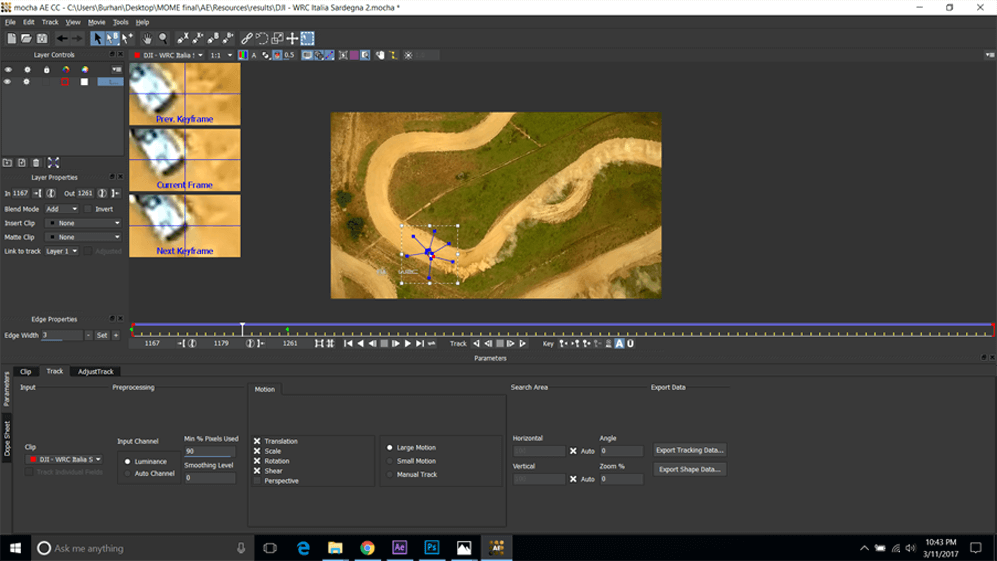 mocha AE CC - C:\Users\Burhan\Desktop\MOME final\AE\Resources\results\DJI - WRC Italia Sardegna 2.mocha *
File Edit View Movie Tools Help
Layer Controls
DJI - WRC Italia S
1:1
0.5
Prev. Keyframe
Current Frame
Next Keyframe
Layer Properties
In 1167 Out 1261
Blend Mode Add Invert
Insert Clip None
Matte Clip None
Link to track Layer 1 Adjusted
Edge Properties
Edge Width 3 - Set +
WRC
1167 1179 1261 Track Key A Ü
Parameters
Parameters
Dope Sheet
Clip Track AdjustTrack
Input Preprocessing Motion Search Area Export Data
Clip
DJI - WRC Italia S
Track Individual Fields
Input Channel
Luminance
Auto Channel
Min % Pixels Used
90
Smoothing Level
0
Translation
Scale
Rotation
Shear
Perspective
Large Motion
Small Motion
Manual Track
Horizontal Angle
Auto 0
Vertical Zoom %
Auto 0
Export Tracking Data...
Export Shape Data...
Ask me anything
Ae
Ps
AE
10:43 PM
3/11/2017